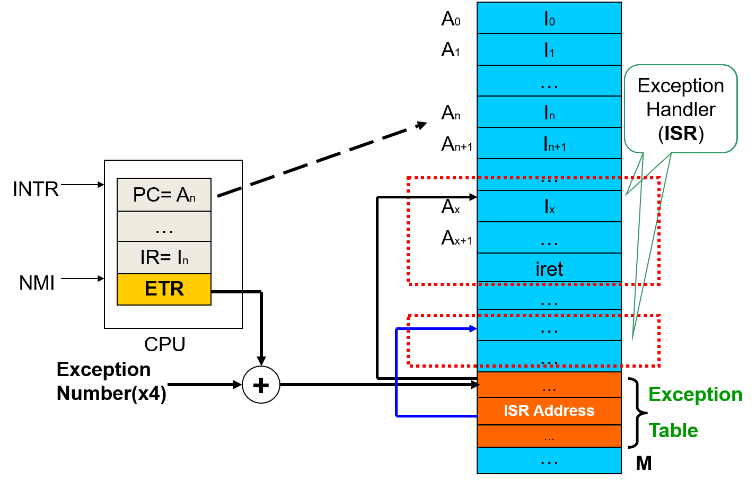 A₀ I₀
A₁ I₁
...
Aₙ Iₙ
Aₙ₊₁ Iₙ₊₁
...
Aₓ Iₓ
Aₓ₊₁ ...
iret
...
...
...
...
ISR Address
...
...
M
Exception
Handler
(ISR)
INTR
NMI
PC= Aₙ
...
IR= Iₙ
ETR
CPU
Exception
Number(x4)
+
Exception
Table